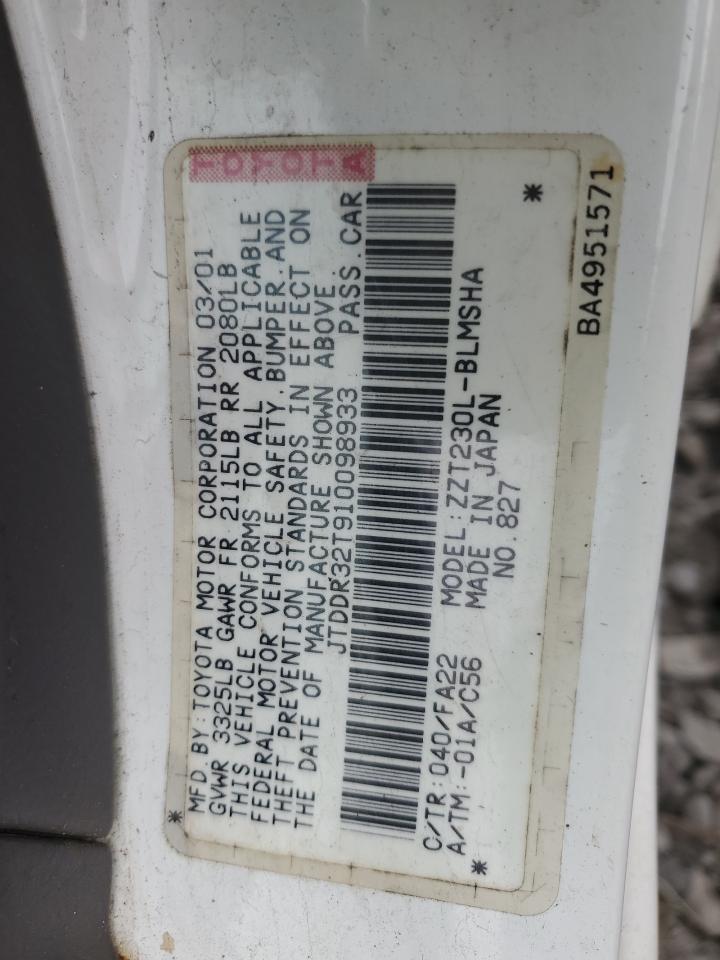 TOYOTA
MFD. BY:TOYOTA MOTOR CORPORATION 03/01
GVWR 3325LB GAWR FR 2115LB RR 2080LB
THIS VEHICLE CONFORMS TO ALL APPLICABLE
FEDERAL MOTOR VEHICLE SAFETY,BUMPER,AND
THEFT PREVENTION STANDARDS IN EFFECT ON
THE DATE OF MANUFACTURE SHOWN ABOVE.
JTDDR32T910098933 PASS.CAR
C/TR:040/FA22 MODEL:ZZT230L-BLMSHA
A/TM:-01A/C56 MADE IN JAPAN
NO.827
BA4951571